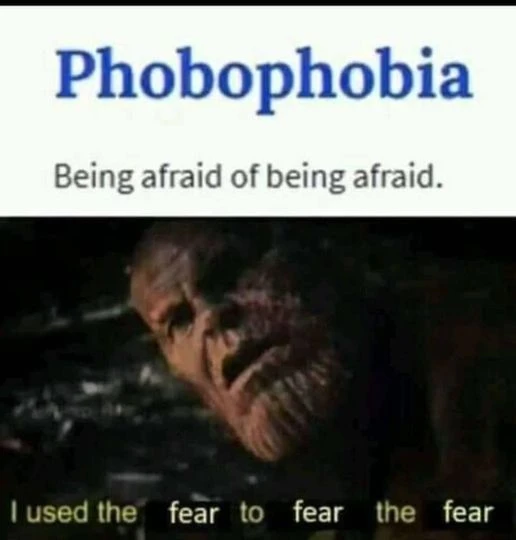 Phobophobia
Being afraid of being afraid.
I used the fear to fear the fear